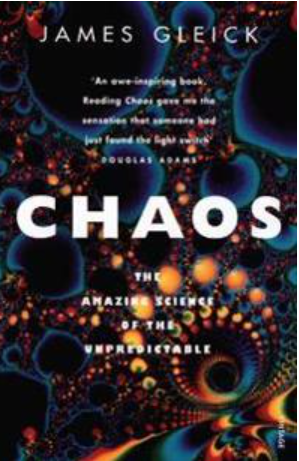 JAMES GLEICK
'An awe-inspiring book.
Reading Chaos gave me the
sensation that someone had
just found the light switch'
DOUGLAS ADAMS
CHAOS
THE
AMAZING SCIENCE
OF THE
UNPREDICTABLE
VINTAGE